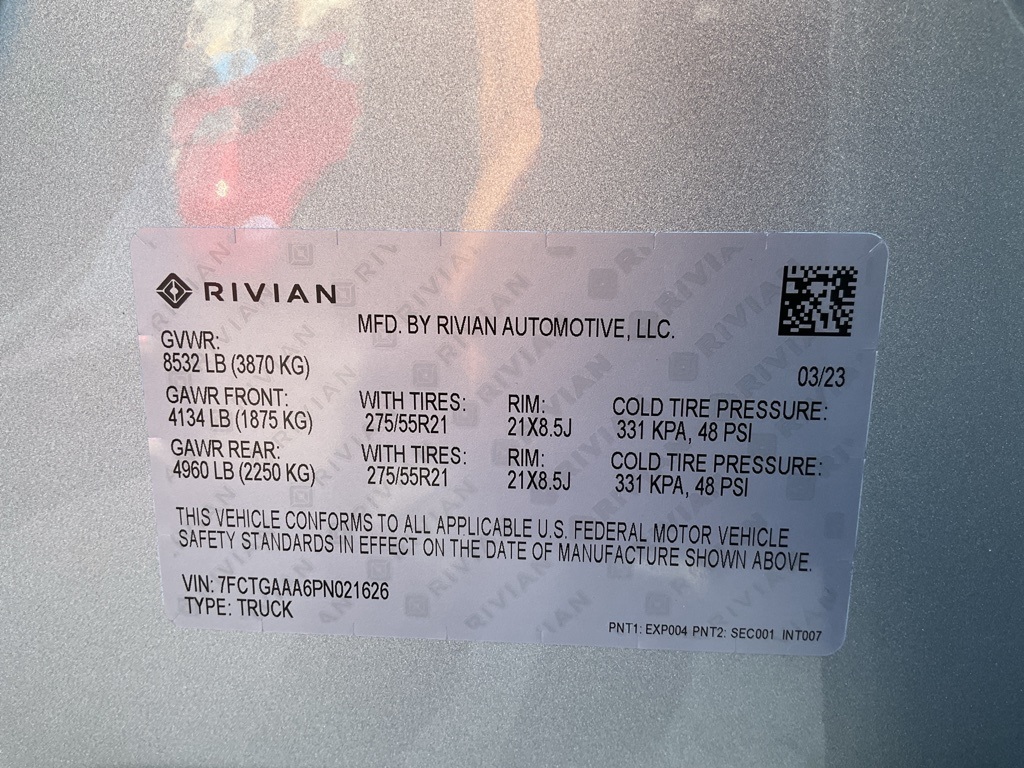 RIVIAN
MFD. BY RIVIAN AUTOMOTIVE, LLC.
GVWR:
8532 LB (3870 KG)
03/23
GAWR FRONT: WITH TIRES: RIM: COLD TIRE PRESSURE:
4134 LB (1875 KG) 275/55R21 21X8.5J 331 KPA, 48 PSI
GAWR REAR: WITH TIRES: RIM: COLD TIRE PRESSURE:
4960 LB (2250 KG) 275/55R21 21X8.5J 331 KPA, 48 PSI
THIS VEHICLE CONFORMS TO ALL APPLICABLE U.S. FEDERAL MOTOR VEHICLE
SAFETY STANDARDS IN EFFECT ON THE DATE OF MANUFACTURE SHOWN ABOVE.
VIN: 7FCTGAAA6PN021626
TYPE: TRUCK
PNT1: EXP004 PNT2: SEC001 INT007